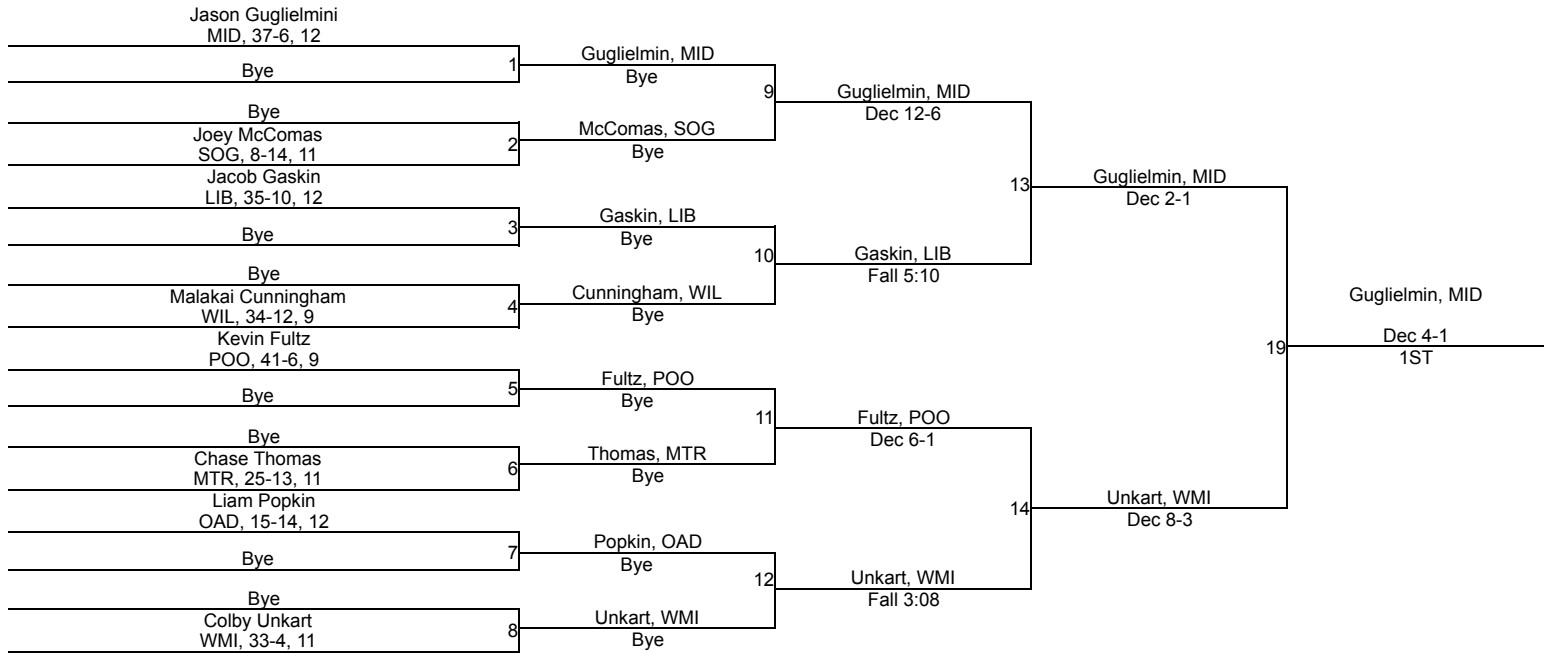 Jason Guglielmini
MID, 37-6, 12
Bye
1
Bye
Joey McComas
SOG, 8-14, 11
2
Jacob Gaskin
LIB, 35-10, 12
Bye
3
Bye
Malakai Cunningham
WIL, 34-12, 9
4
Kevin Fultz
POO, 41-6, 9
Bye
5
Bye
Chase Thomas
MTR, 25-13, 11
6
Liam Popkin
OAD, 15-14, 12
Bye
7
Bye
Colby Unkart
WMI, 33-4, 11
8
Guglielmin, MID
Bye
9
McComas, SOG
Bye
Gaskin, LIB
Bye
10
Cunningham, WIL
Bye
Fultz, POO
Bye
11
Thomas, MTR
Bye
Popkin, OAD
Bye
12
Unkart, WMI
Bye
Guglielmin, MID
Dec 12-6
13
Gaskin, LIB
Fall 5:10
Fultz, POO
Dec 6-1
14
Unkart, WMI
Fall 3:08
Guglielmin, MID
Dec 2-1
19
Unkart, WMI
Dec 8-3
Guglielmin, MID
Dec 4-1
1ST